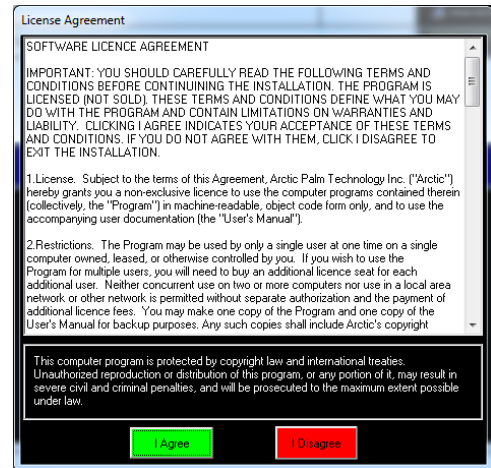 License Agreement
SOFTWARE LICENCE AGREEMENT
IMPORTANT: YOU SHOULD CAREFULLY READ THE FOLLOWING TERMS AND
CONDITIONS BEFORE CONTINUINING THE INSTALLATION. THE PROGRAM IS
LICENSED (NOT SOLD). THESE TERMS AND CONDITIONS DEFINE WHAT YOU MAY
DO WITH THE PROGRAM AND CONTAIN LIMITATIONS ON WARRANTIES AND
LIABILITY. CLICKING I AGREE INDICATES YOUR ACCEPTANCE OF THESE TERMS
AND CONDITIONS. IF YOU DO NOT AGREE WITH THEM, CLICK I DISAGREE TO
EXIT THE INSTALLATION.
1.License. Subject to the terms of this Agreement, Arctic Palm Technology Inc. ("Arctic")
hereby grants you a non-exclusive licence to use the computer programs contained therein
(collectively, the "Program") in machine-readable, object code form only, and to use the
accompanying user documentation (the "User's Manual").
2.Restrictions. The Program may be used by only a single user at one time on a single
computer owned, leased, or otherwise controlled by you. If you wish to use the
Program for multiple users, you will need to buy an additional licence seat for each
additional user. Neither concurrent use on two or more computers nor use in a local area
network or other network is permitted without separate authorization and the payment of
additional licence fees. You may make one copy of the Program and one copy of the
User's Manual for backup purposes. Any such copies shall include Arctic's copyright
This computer program is protected by copyright law and international treaties.
Unauthorized reproduction or distribution of this program, or any portion of it, may result in
severe civil and criminal penalties, and will be prosecuted to the maximum extent possible
under law.
I Agree
I Disagree